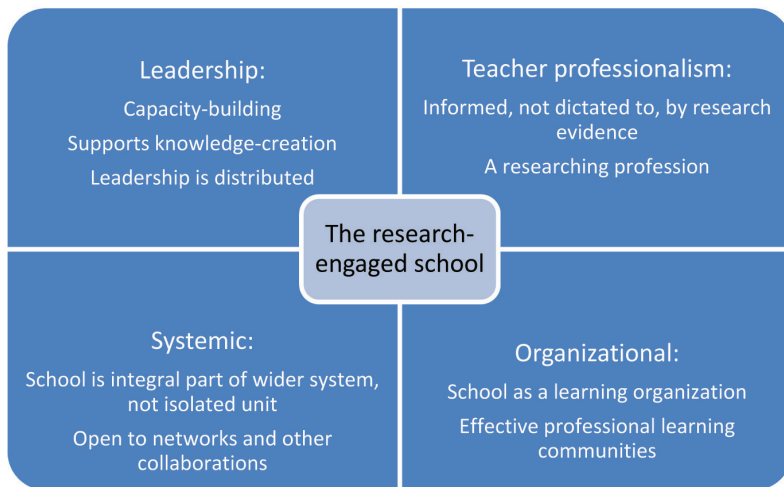 Leadership:
Capacity-building
Supports knowledge-creation
Leadership is distributed
Teacher professionalism:
Informed, not dictated to, by research
evidence
A researching profession
The research-
engaged school
Systemic:
School is integral part of wider system,
not isolated unit
Open to networks and other
collaborations
Organizational:
School as a learning organization
Effective professional learning
communities